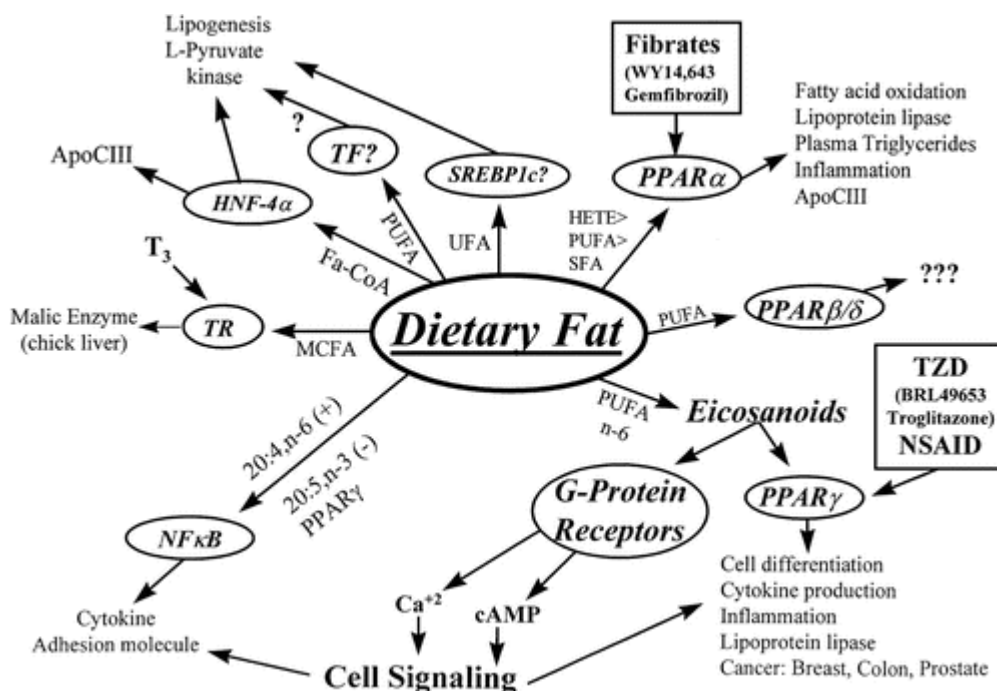 Lipogenesis
L-Pyruvate
kinase
Fibrates
(WY14,643
Gemfibrozil)
Fatty acid oxidation
Lipoprotein lipase
Plasma Triglycerides
Inflammation
ApoCIII
?
TF?
SREBP1c?
PPARα
ApoCIII
HNF-4α
PUFA
UFA
HETE>
PUFA>
SFA
Fa-CoA
T3
TR
Malic Enzyme
(chick liver)
MCFA
Dietary Fat
PUFA
PPARβ/δ
???
TZD
(BRL49653
Troglitazone)
NSAID
PUFA
n-6
Eicosanoids
20:4,n-6 (+)
20:5,n-3 (-)
PPARγ
G-Protein
Receptors
PPARγ
NFκB
Cytokine
Adhesion molecule
Ca+2
cAMP
Cell Signaling
Cell differentiation
Cytokine production
Inflammation
Lipoprotein lipase
Cancer: Breast, Colon, Prostate